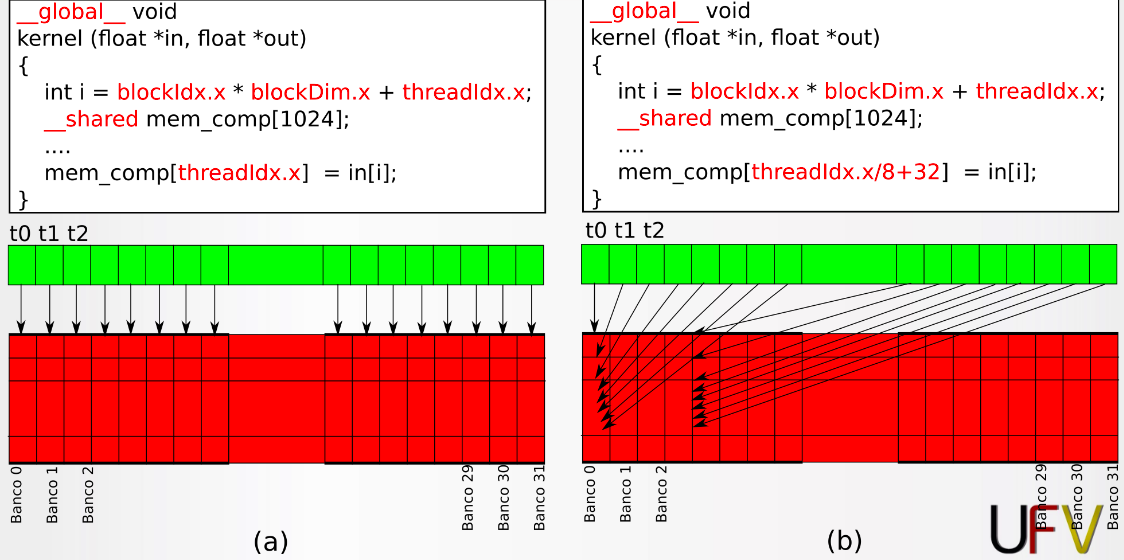 __global__ void
kernel (float *in, float *out)
{
int i = blockIdx.x * blockDim.x + threadIdx.x;
__shared mem_comp[1024];
....
mem_comp[threadIdx.x] = in[i];
}
t0 t1 t2
Banco 0
Banco 1
Banco 2
Banco 29
Banco 30
Banco 31
(a)
__global__ void
kernel (float *in, float *out)
{
int i = blockIdx.x * blockDim.x + threadIdx.x;
__shared mem_comp[1024];
....
mem_comp[threadIdx.x/8+32] = in[i];
}
t0 t1 t2
Banco 0
Banco 1
Banco 2
Banco 29
Banco 30
Banco 31
(b)
UFV